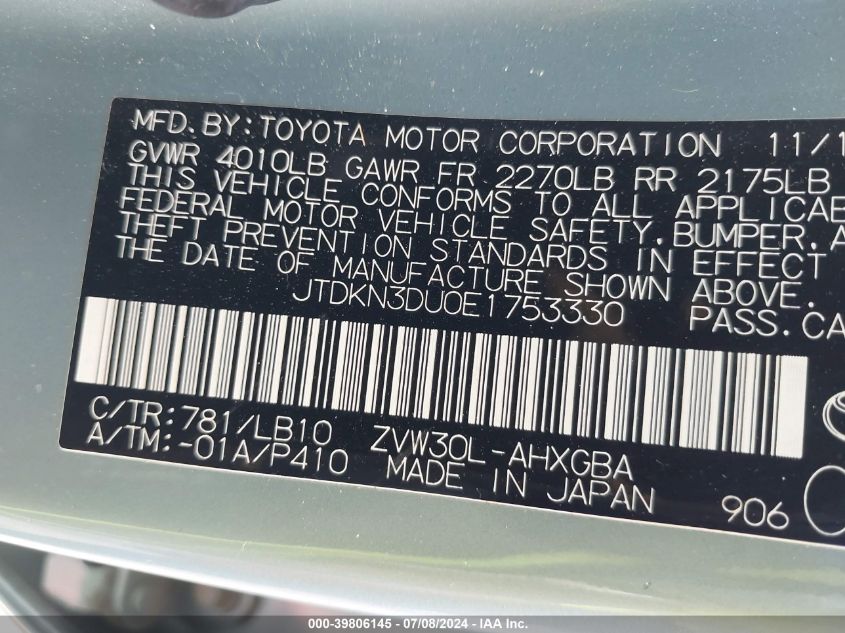 MFD. BY: TOYOTA MOTOR CORPORATION 11/1
GVWR 4010LB GAWR FR 2270LB RR 2175LB
THIS VEHICLE CONFORMS TO ALL APPLICAB
FEDERAL MOTOR VEHICLE SAFETY, BUMPER, A
THEFT PREVENTION STANDARDS IN EFFECT
THE DATE OF MANUFACTURE SHOWN ABOVE.
JTDKN3DU0E1753330 PASS. CA
C/TR: 781/LB10 ZVW30L-AHXGBA
A/TM: -01A/P410 MADE IN JAPAN 906
000-39806145 - 07/08/2024 - IAA Inc.